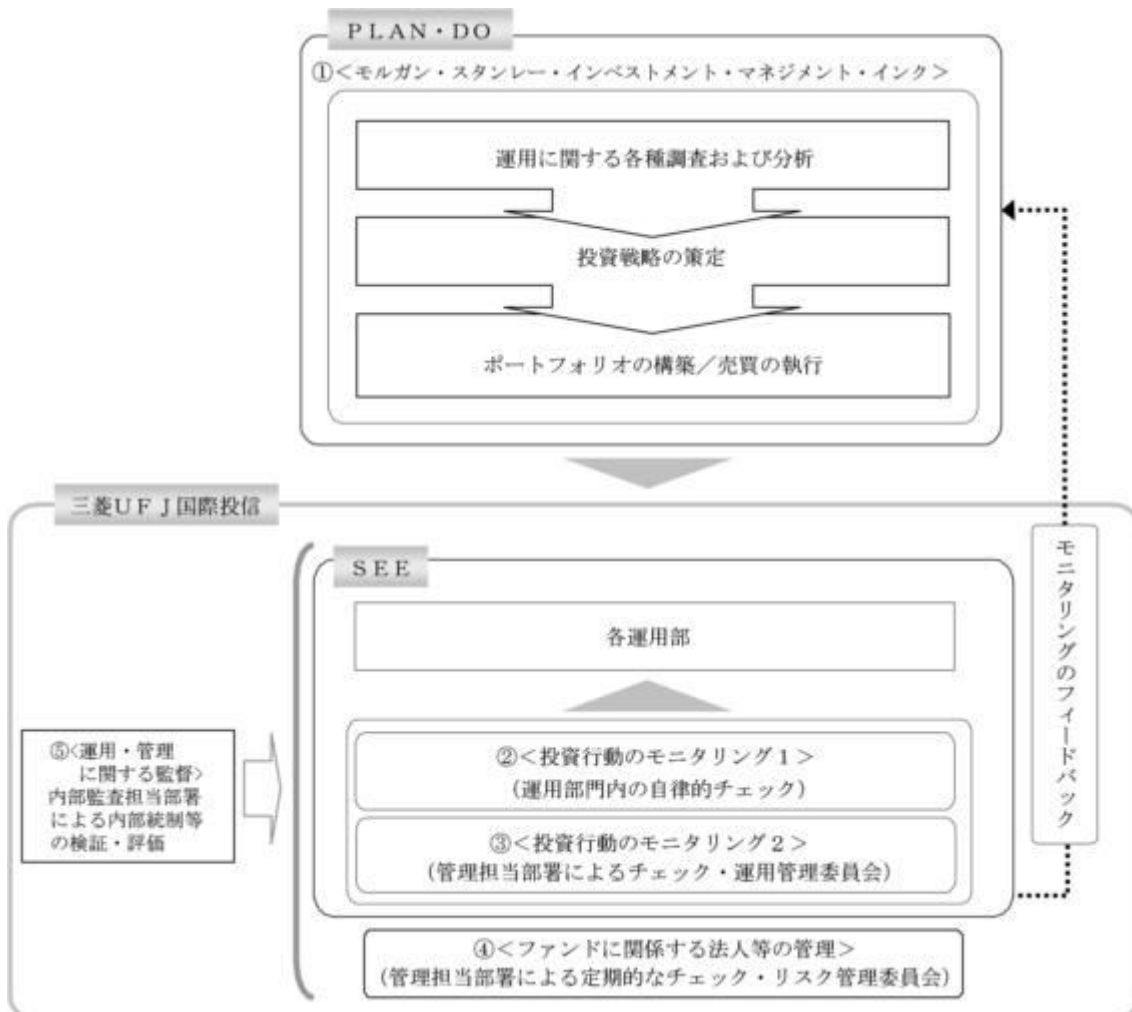 PLAN・DO
①＜モルガン・スタンレー・インベストメント・マネジメント・インク＞
運用に関する各種調査および分析
投資戦略の策定
ポートフォリオの構築／売買の執行
三菱ＵＦＪ国際投信
SEE
各運用部
②＜投資行動のモニタリング１＞
（運用部門内の自律的チェック）
③＜投資行動のモニタリング２＞
（管理担当部署によるチェック・運用管理委員会）
④＜ファンドに関係する法人等の管理＞
（管理担当部署による定期的なチェック・リスク管理委員会）
⑤＜運用・管理
に関する監督＞
内部監査担当部署
による内部統制等
の検証・評価
モニタリングのフィードバック